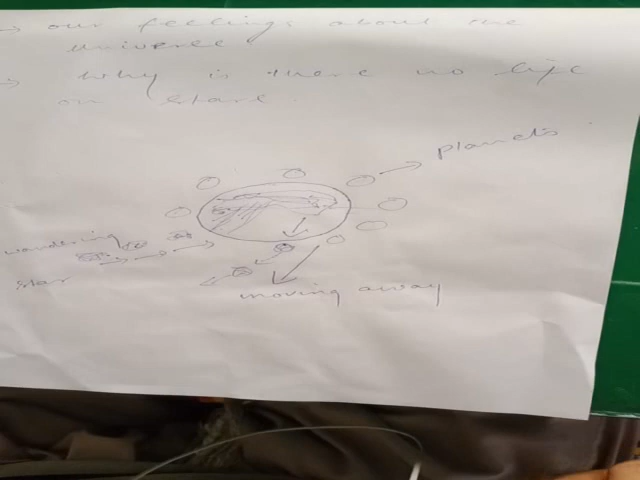 → our feelings about the
universe
→ why is there no life
on stars.
→ planets
wandering
star
moving away